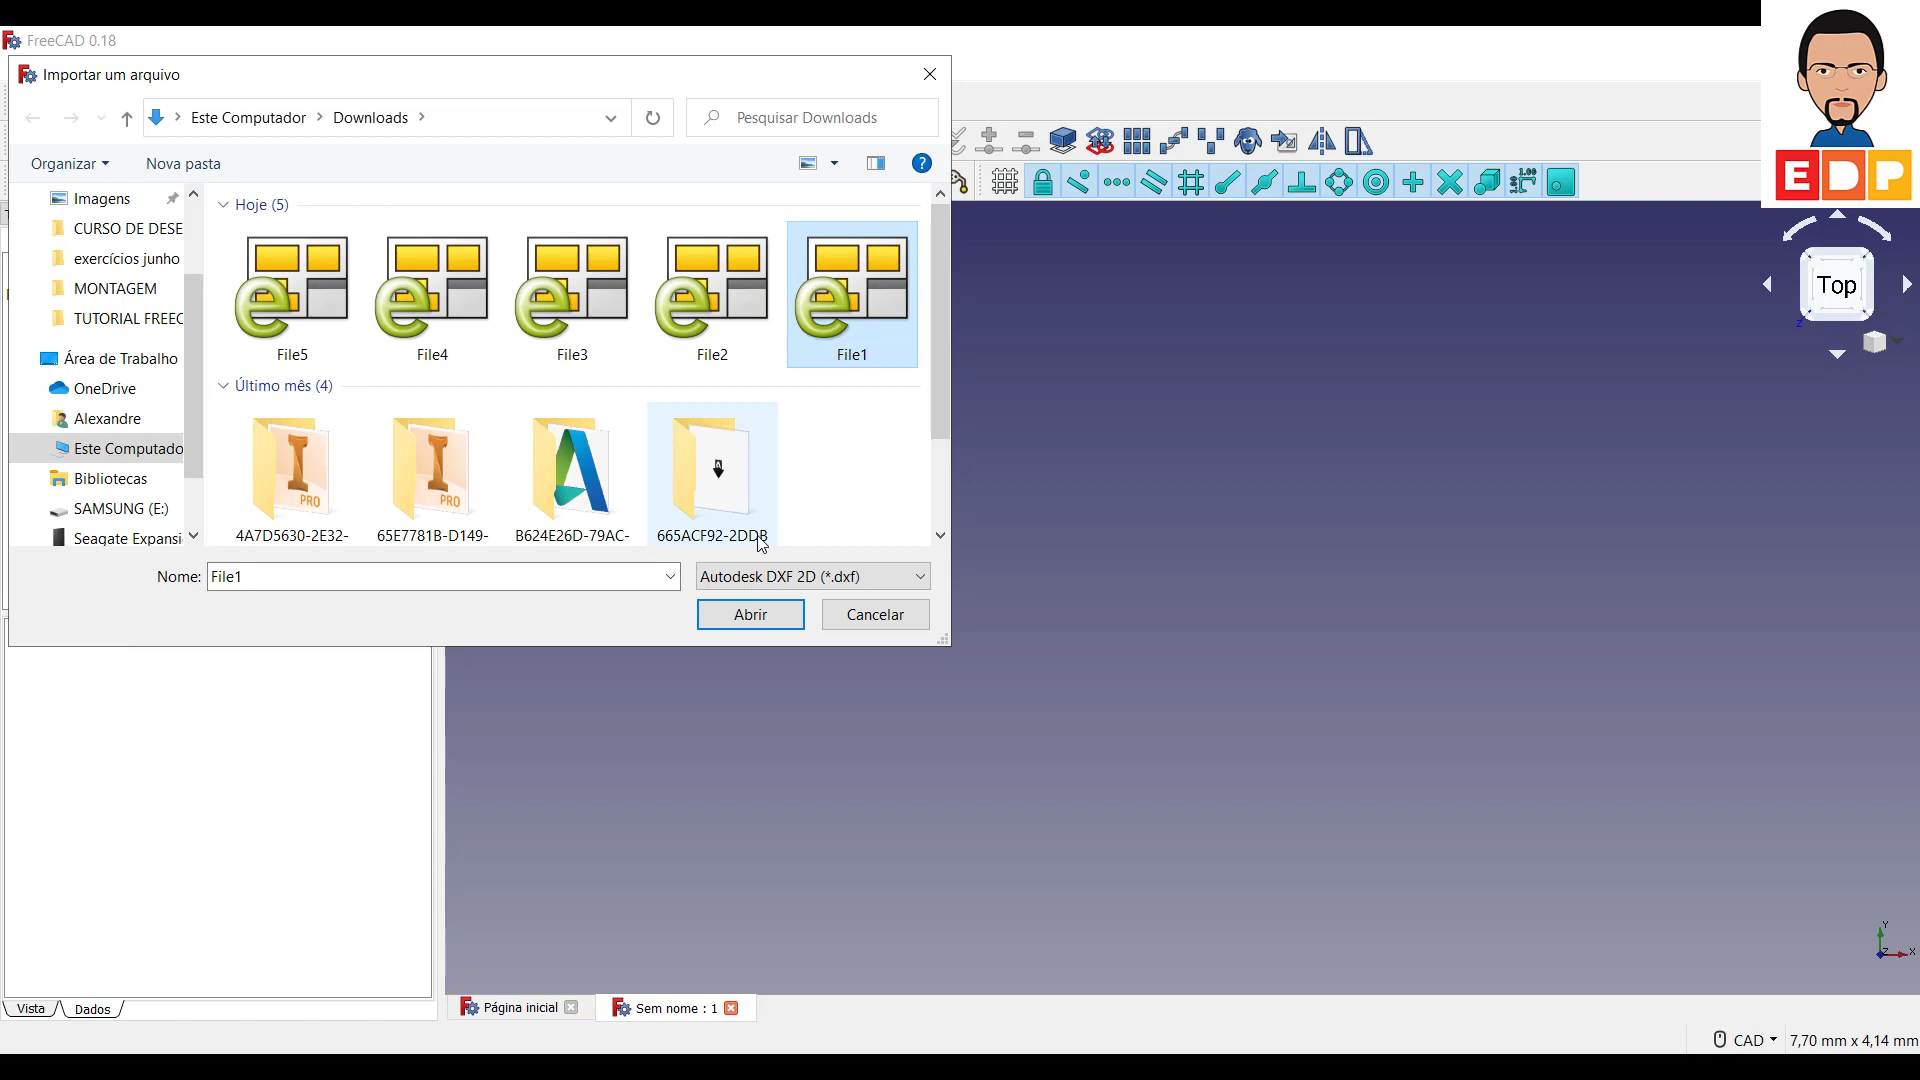 FreeCAD 0.18
Importar um arquivo
Este Computador
Downloads
Pesquisar Downloads
Organizar
Nova pasta
Imagens
CURSO DE DESE
exercícios junho
MONTAGEM
TUTORIAL FREEC
Área de Trabalho
OneDrive
Alexandre
Este Computado
Bibliotecas
SAMSUNG (E:)
Seagate Expansi
Hoje (5)
File5
File4
File3
File2
File1
Último mês (4)
PRO
PRO
4A7D5630-2E32-
65E7781B-D149-
B624E26D-79AC-
665ACF92-2DDB
Nome:
File1
Autodesk DXF 2D (*.dxf)
Abrir
Cancelar
1.00
EDP
Top
Z
Y
Z
X
Vista
Dados
Página inicial
Sem nome : 1
CAD
7,70 mm x 4,14 mm